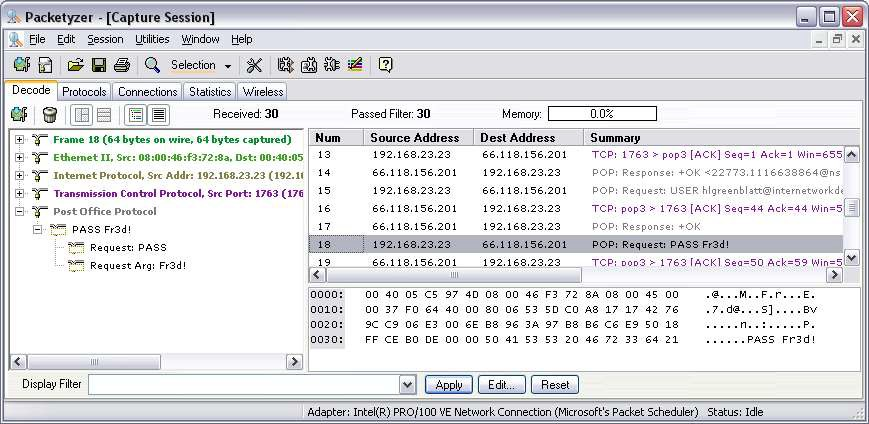 Packetyzer - [Capture Session]
File Edit Session Utilities Window Help
Selection
Decode Protocols Connections Statistics Wireless
Received: 30 Passed Filter: 30 Memory: 0.0%
Frame 18 (64 bytes on wire, 64 bytes captured)
Ethernet II, Src: 08:00:46:f3:72:8a, Dst: 00:40:05
Internet Protocol, Src Addr: 192.168.23.23 (192.16
Transmission Control Protocol, Src Port: 1763 (176
Post Office Protocol
PASS Fr3d!
Request: PASS
Request Arg: Fr3d!
Num Source Address Dest Address Summary
13 192.168.23.23 66.118.156.201 TCP: 1763 > pop3 [ACK] Seq=1 Ack=1 Win=655
14 66.118.156.201 192.168.23.23 POP: Response: +OK <22773.1116638864@ns
15 192.168.23.23 66.118.156.201 POP: Request: USER hlgreenblatt@internetworkde
16 66.118.156.201 192.168.23.23 TCP: pop3 > 1763 [ACK] Seq=44 Ack=44 Win=5
17 66.118.156.201 192.168.23.23 POP: Response: +OK
18 192.168.23.23 66.118.156.201 POP: Request: PASS Fr3d!
19 66.118.156.201 192.168.23.23 TCP: pop3 > 1763 [ACK] Seq=50 Ack=59 Win=5
0000: 00 40 05 C5 97 4D 08 00 46 F3 72 8A 08 00 45 00 .@...M..F.r...E.
0010: 00 37 F0 64 40 00 80 06 53 5D C0 A8 17 17 42 76 .7.d@...S]....Bv
0020: 9C C9 06 E3 00 6E B8 96 3A 97 B8 B6 C6 E9 50 18 .....n..:.....P.
0030: FF CE B0 DE 00 00 50 41 53 53 20 46 72 33 64 21 ......PASS Fr3d!
Display Filter Apply Edit... Reset
Adapter: Intel(R) PRO/100 VE Network Connection (Microsoft's Packet Scheduler) Status: Idle